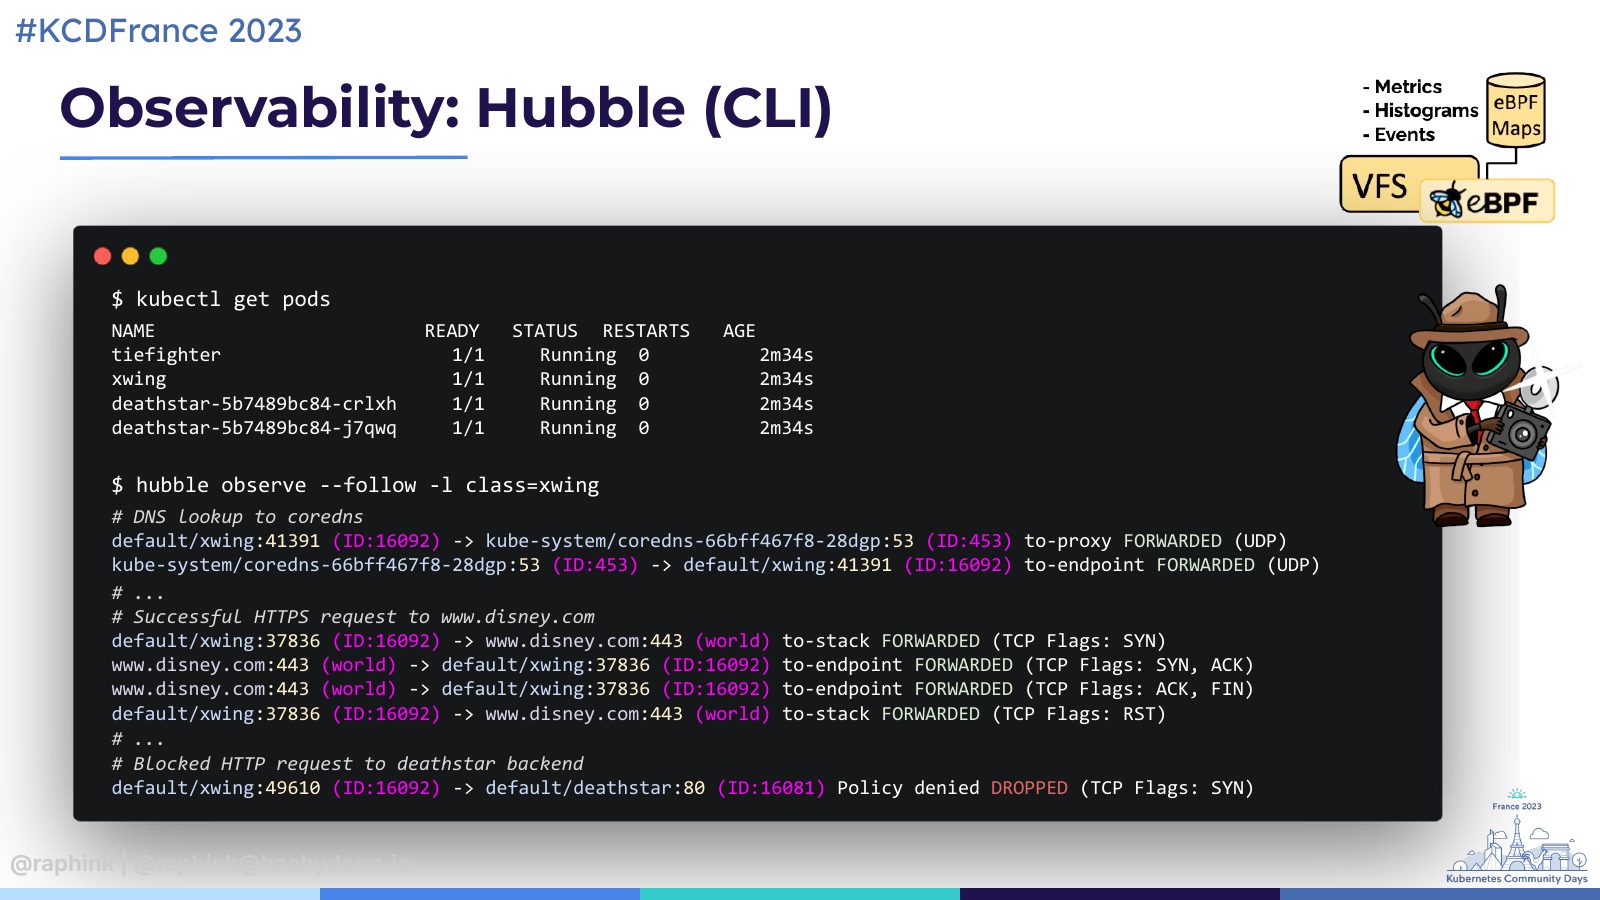 #KCDFrance 2023
Observability: Hubble (CLI)
- Metrics
- Histograms
- Events
eBPF
Maps
VFS
eBPF
$ kubectl get pods
NAME READY STATUS RESTARTS AGE
tiefighter 1/1 Running 0 2m34s
xwing 1/1 Running 0 2m34s
deathstar-5b7489bc84-crlxh 1/1 Running 0 2m34s
deathstar-5b7489bc84-j7qwq 1/1 Running 0 2m34s
$ hubble observe --follow -l class=xwing
# DNS lookup to coredns
default/xwing:41391 (ID:16092) -> kube-system/coredns-66bff467f8-28dgp:53 (ID:453) to-proxy FORWARDED (UDP)
kube-system/coredns-66bff467f8-28dgp:53 (ID:453) -> default/xwing:41391 (ID:16092) to-endpoint FORWARDED (UDP)
# ...
# Successful HTTPS request to www.disney.com
default/xwing:37836 (ID:16092) -> www.disney.com:443 (world) to-stack FORWARDED (TCP Flags: SYN)
www.disney.com:443 (world) -> default/xwing:37836 (ID:16092) to-endpoint FORWARDED (TCP Flags: SYN, ACK)
www.disney.com:443 (world) -> default/xwing:37836 (ID:16092) to-endpoint FORWARDED (TCP Flags: ACK, FIN)
default/xwing:37836 (ID:16092) -> www.disney.com:443 (world) to-stack FORWARDED (TCP Flags: RST)
# ...
# Blocked HTTP request to deathstar backend
default/xwing:49610 (ID:16092) -> default/deathstar:80 (ID:16081) Policy denied DROPPED (TCP Flags: SYN)
@raphink | @raphink@hachyderm.io
France 2023
Kubernetes Community Days